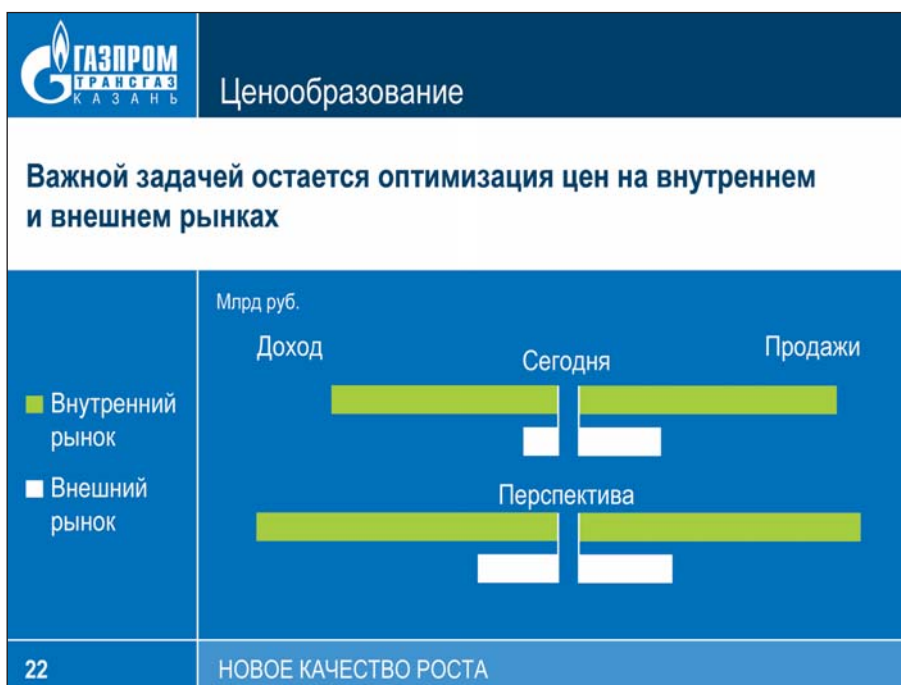 ГАЗПРОМ
ТРАНСГАЗ
КАЗАНЬ
Ценообразование
Важной задачей остается оптимизация цен на внутреннем
и внешнем рынках
Млрд руб.
Доход
Сегодня
Продажи
Внутренний
рынок
Внешний
рынок
Перспектива
22
НОВОЕ КАЧЕСТВО РОСТА